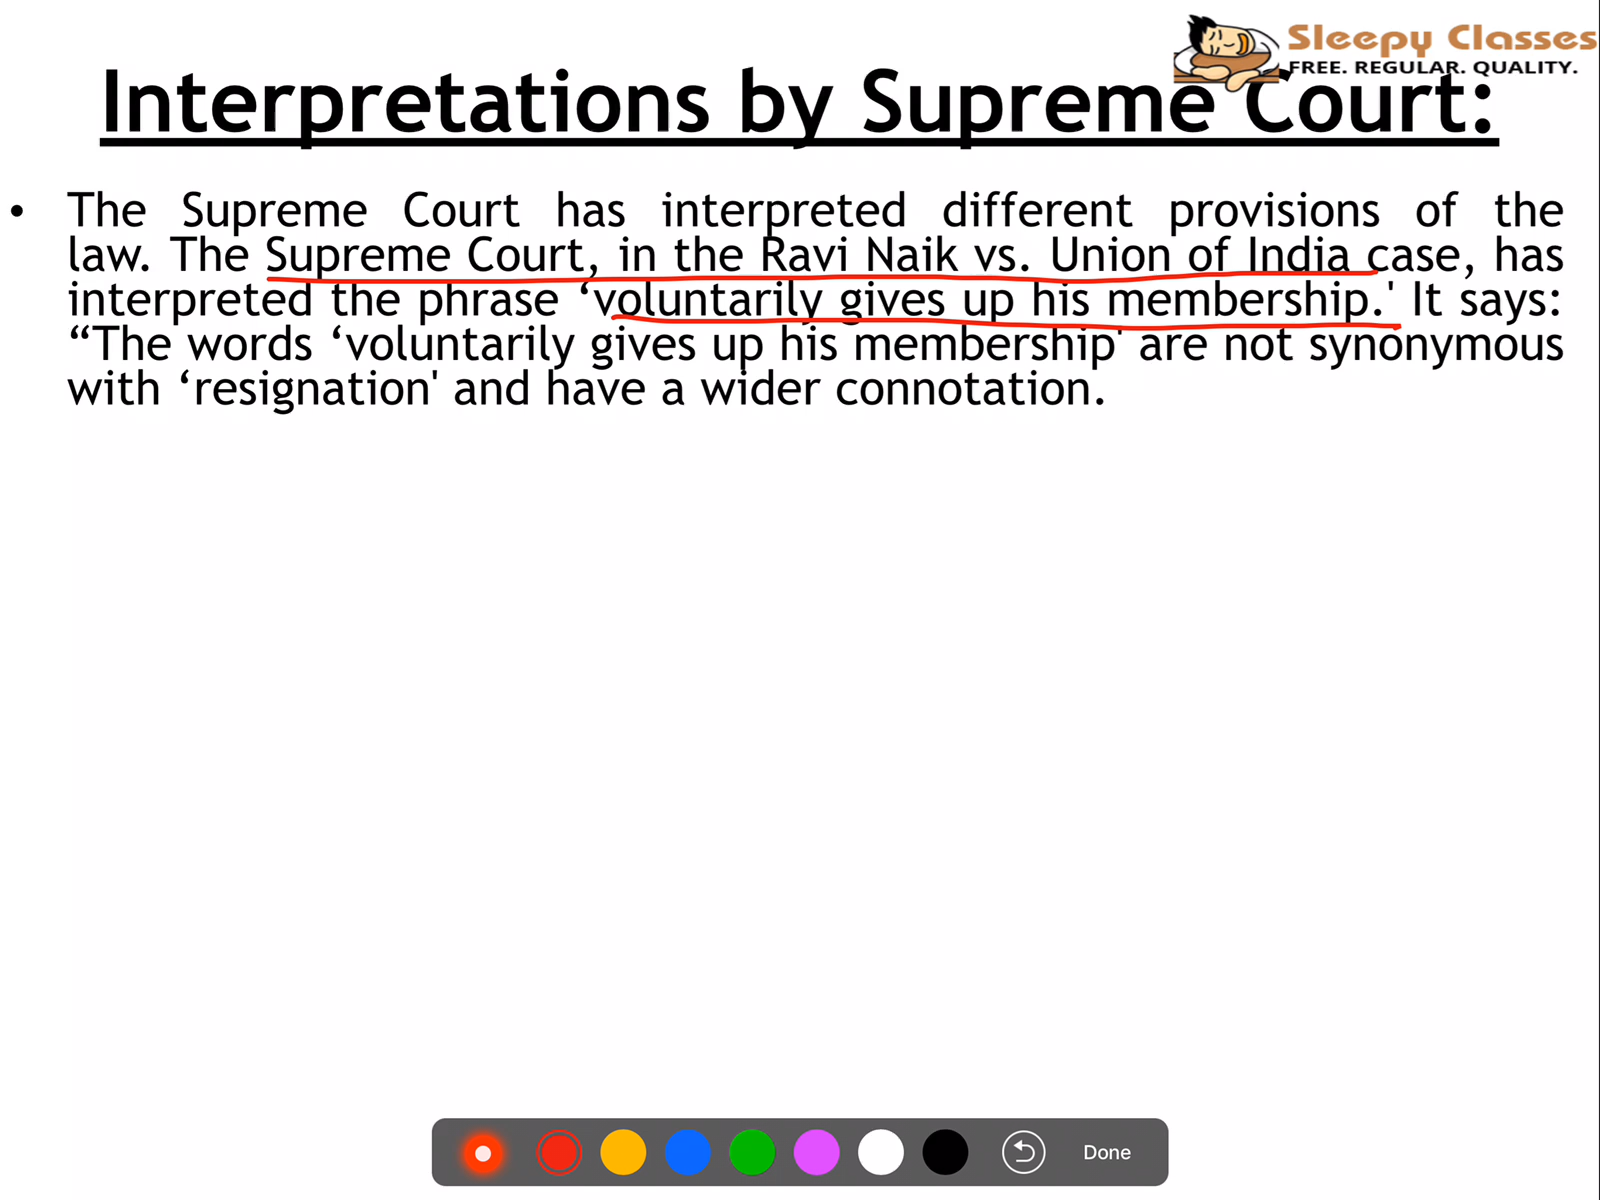 Sleepy Classes
FREE. REGULAR. QUALITY.
Interpretations by Supreme Court:
• The Supreme Court has interpreted different provisions of the
law. The Supreme Court, in the Ravi Naik vs. Union of India case, has
interpreted the phrase ‘voluntarily gives up his membership.' It says:
“The words ‘voluntarily gives up his membership' are not synonymous
with ‘resignation' and have a wider connotation.
Done